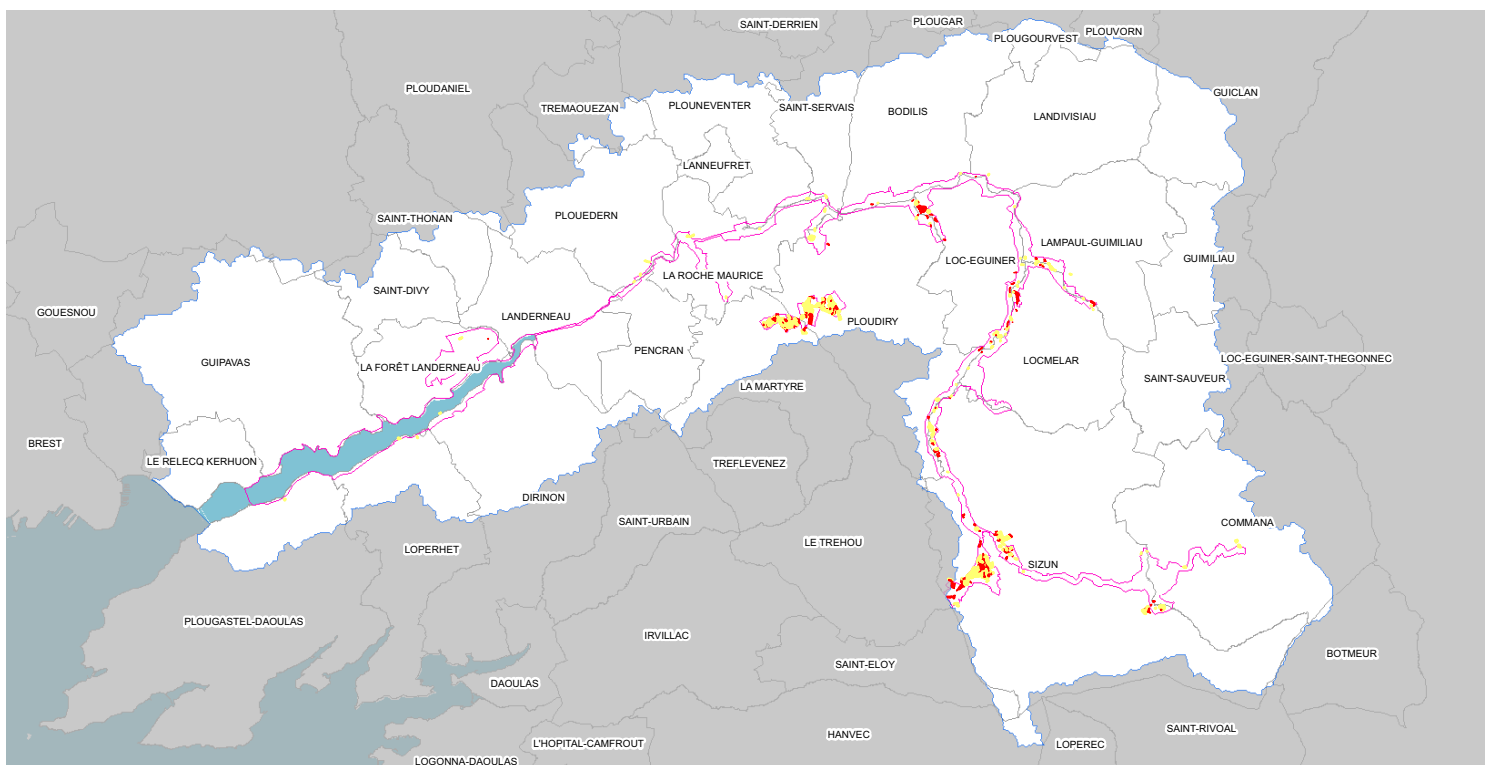 SAINT-DERRIEN
PLOUGAR
PLOUGOURVEST
PLOUVORN
PLOUDANIEL
GUICLAN
TREMAOUEZAN
PLOUNEVENTER
SAINT-SERVAIS
BODILIS
LANDIVISIAU
LANNEUFRET
SAINT-THONAN
PLOUEDERN
LAMPAUL-GUIMILIAU
GUIMILIAU
LOC-EGUINER
LA ROCHE MAURICE
SAINT-DIVY
GOUESNOU
LANDERNEAU
PLOUDIRY
PENCRAN
GUIPAVAS
LA FORÊT LANDERNEAU
LOCMELAR
LOC-EGUINER-SAINT-THEGONNEC
SAINT-SAUVEUR
LA MARTYRE
BREST
LE RELECQ KERHUON
TREFLEVENEZ
DIRINON
SAINT-URBAIN
COMMANA
LE TREHOU
LOPERHET
SIZUN
PLOUGASTEL-DAOULAS
IRVILLAC
BOTMEUR
SAINT-ELOY
DAOULAS
SAINT-RIVOAL
HANVEC
L'HOPITAL-CAMFROUT
LOPEREC
LOGONNA-DAOULAS